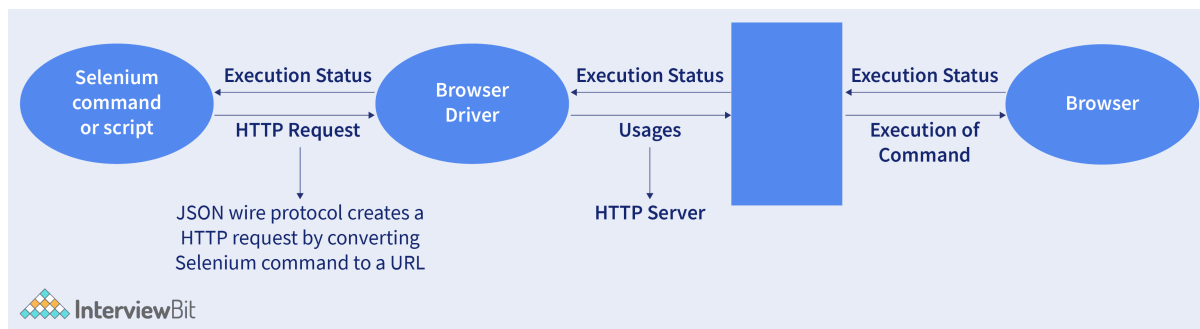 Selenium
command
or script
Execution Status
HTTP Request
JSON wire protocol creates a
HTTP request by converting
Selenium command to a URL
Browser
Driver
Execution Status
Usages
HTTP Server
Execution Status
Execution of
Command
Browser
InterviewBit